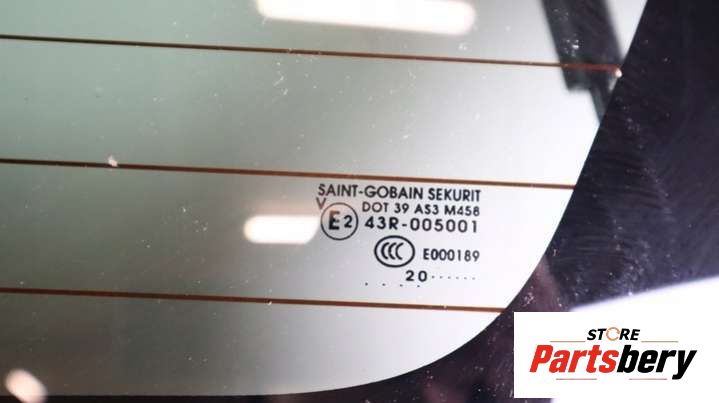 SAINT-GOBAIN SEKURIT
V DOT 39 AS3 M458
E2 43R-005001
CCC E000189
. . . . 20······
STORE
Partsbery